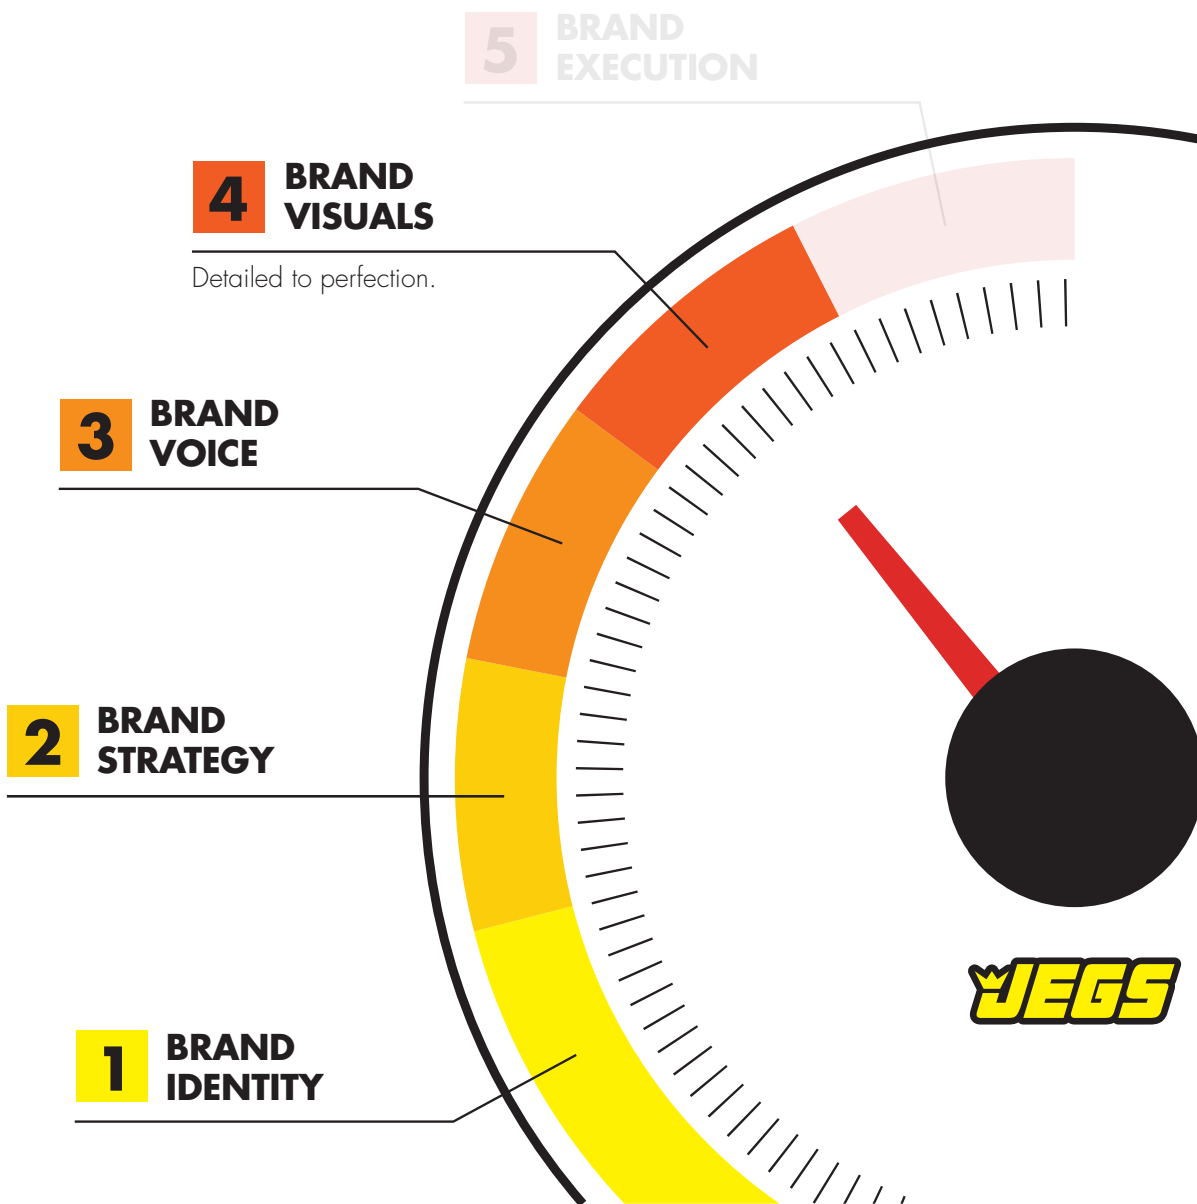 5 BRAND
EXECUTION
4 BRAND
VISUALS
Detailed to perfection.
3 BRAND
VOICE
2 BRAND
STRATEGY
JEGS
1 BRAND
IDENTITY